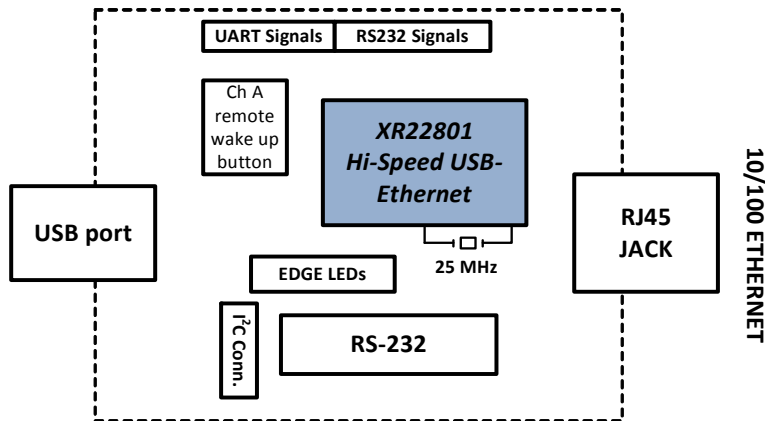 UART Signals
RS232 Signals
Ch A
remote
wake up
button
XR22801
Hi-Speed USB-
Ethernet
USB port
RJ45
JACK
10/100 ETHERNET
25 MHz
EDGE LEDs
I²C Conn.
RS-232